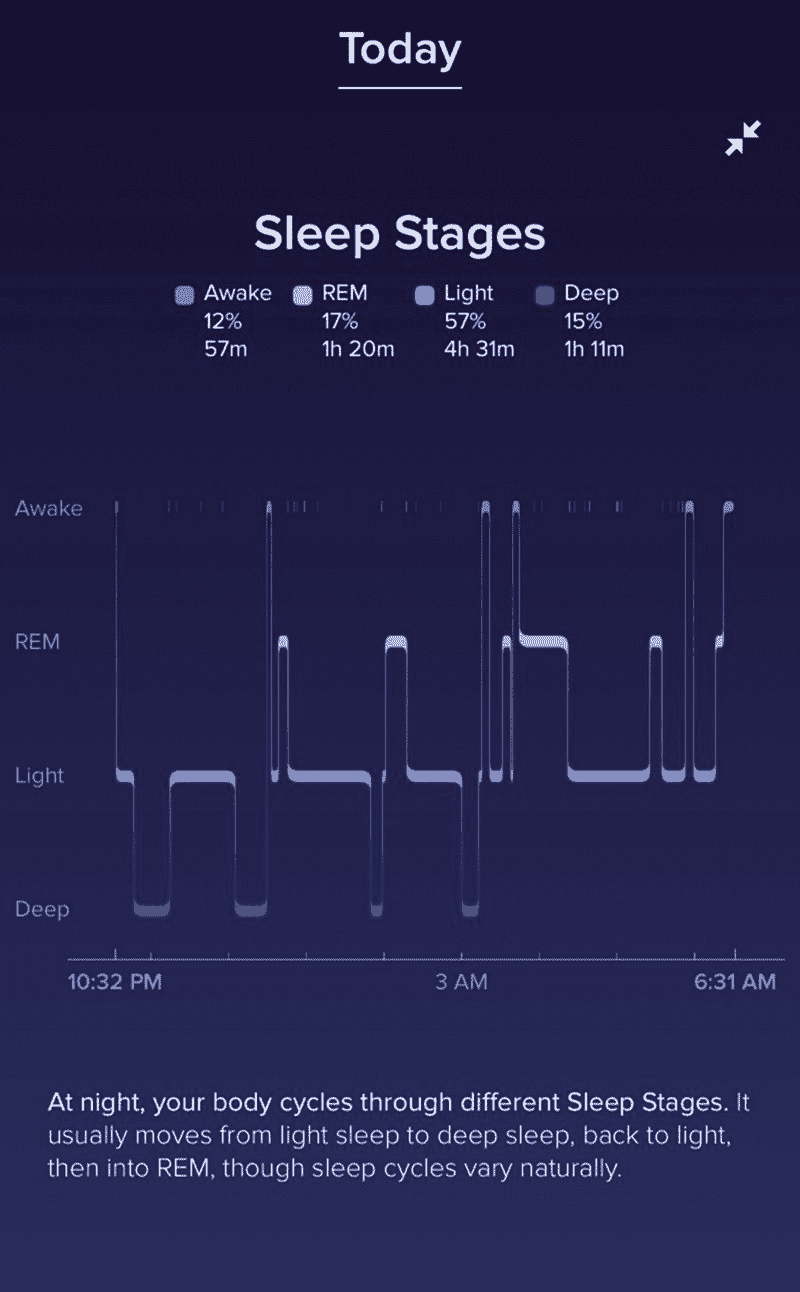 Today
Sleep Stages
Awake REM Light Deep
12% 17% 57% 15%
57m 1h 20m 4h 31m 1h 11m
Awake
REM
Light
Deep
10:32 PM 3 AM 6:31 AM
At night, your body cycles through different Sleep Stages. It
usually moves from light sleep to deep sleep, back to light,
then into REM, though sleep cycles vary naturally.